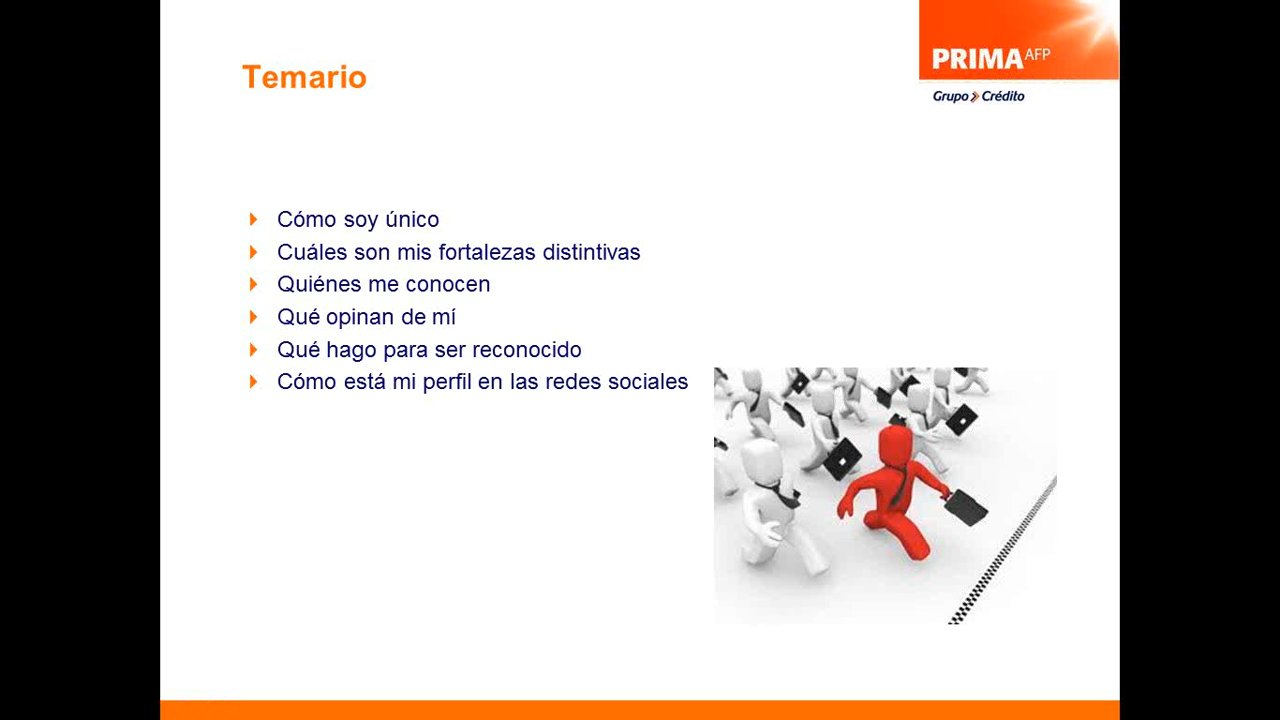 PRIMA AFP
Grupo Crédito
Temario
Cómo soy único
Cuáles son mis fortalezas distintivas
Quiénes me conocen
Qué opinan de mí
Qué hago para ser reconocido
Cómo está mi perfil en las redes sociales